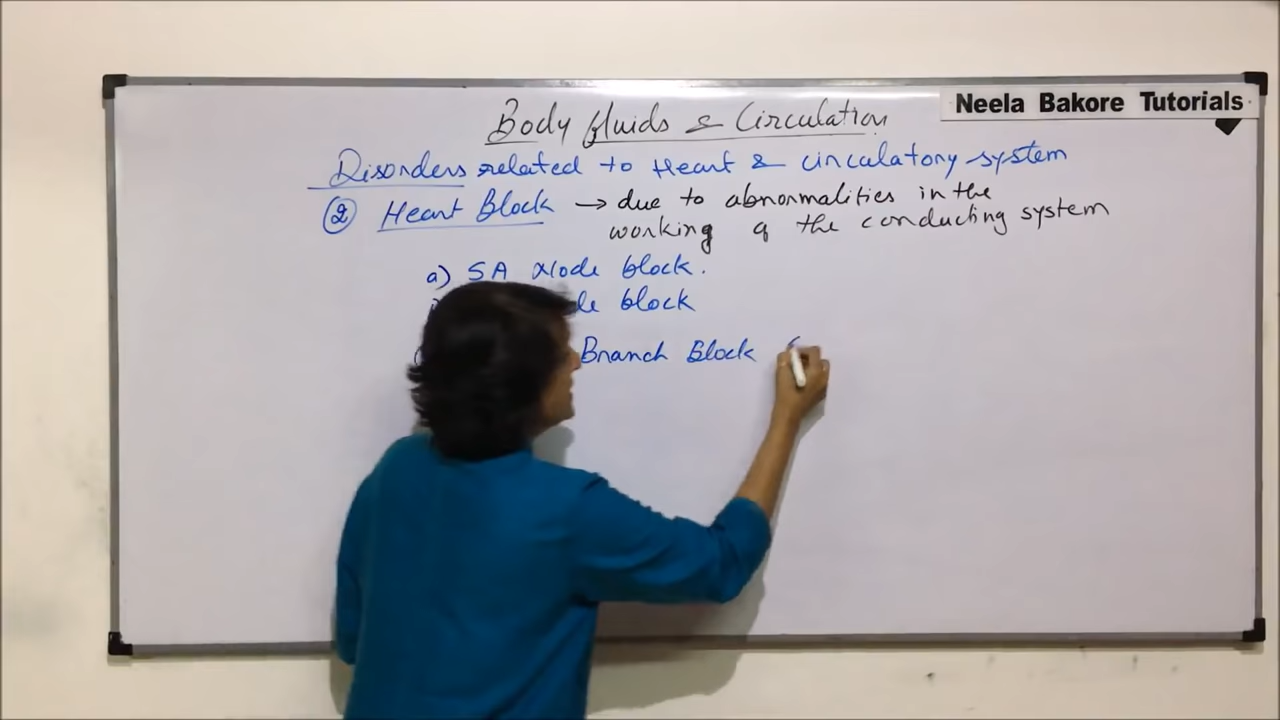 Neela Bakore Tutorials
Body fluids & Circulation
Disorders related to Heart & circulatory system
② Heart Block → due to abnormalities in the
working of the conducting system
a) SA Node block.
block
Branch Block (